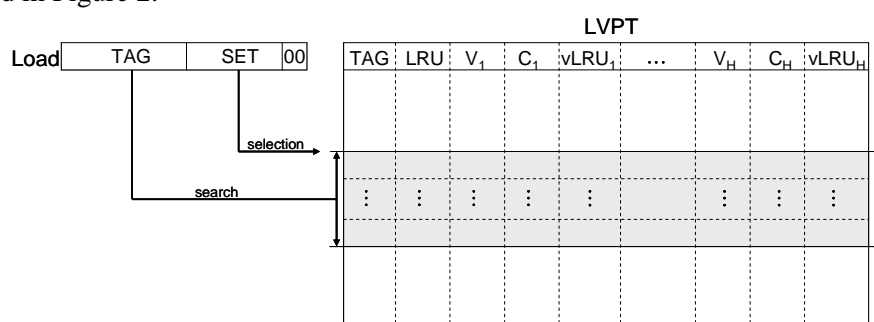 d in Figure 2.
LVPT
Load TAG SET 00
TAG LRU V1 C1 vLRU1 ... VH CH vLRUH
selection
search